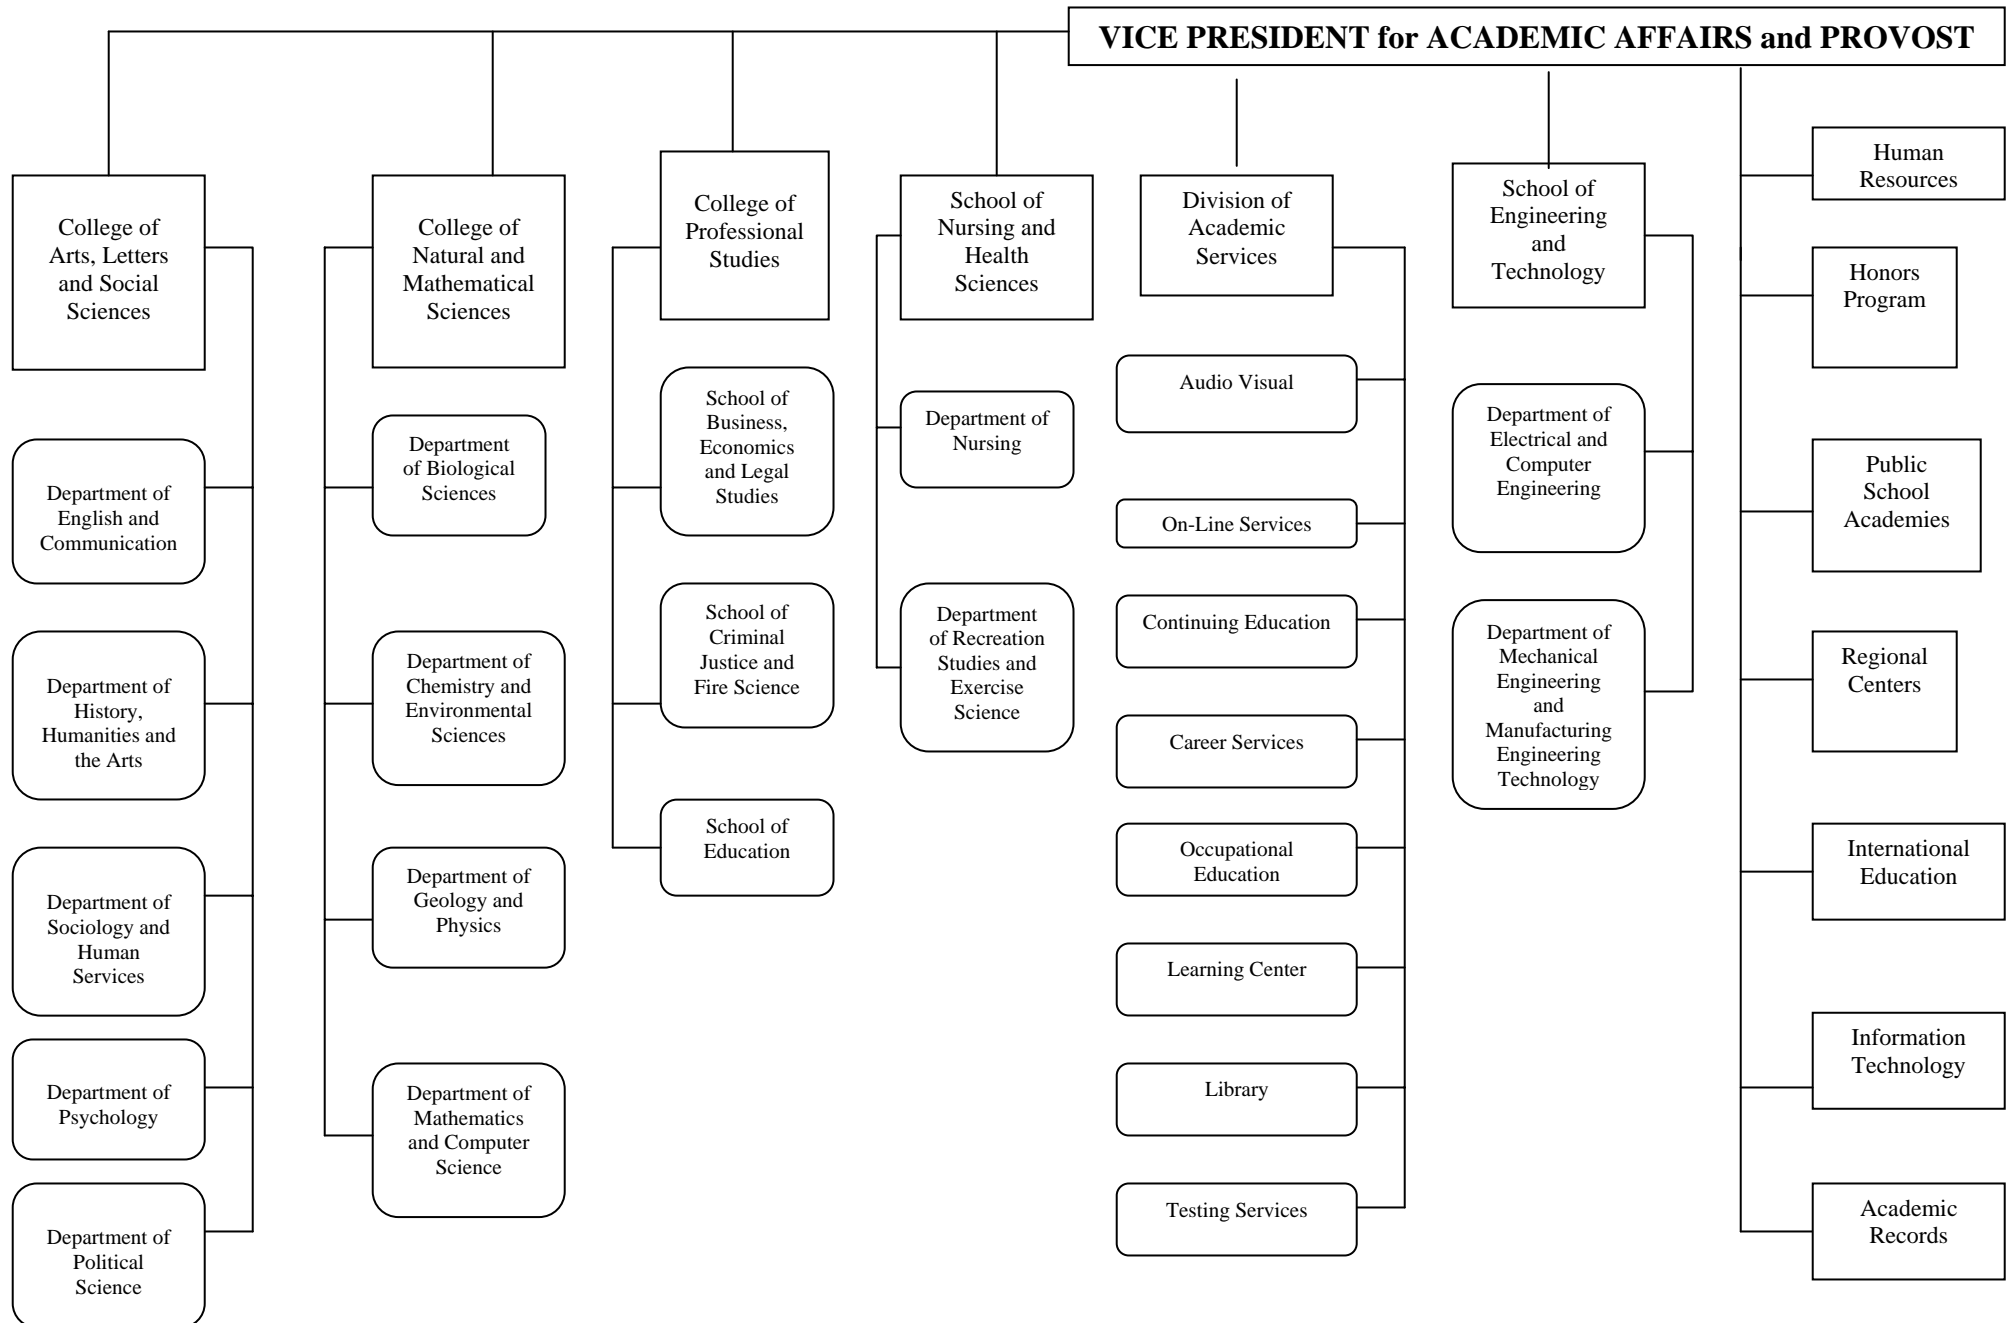 VICE PRESIDENT for ACADEMIC AFFAIRS and PROVOST
College of
Arts, Letters
and Social
Sciences
Department of
English and
Communication
Department of
History,
Humanities and
the Arts
Department of
Sociology and
Human
Services
Department of
Psychology
Department of
Political
Science
College of
Natural and
Mathematical
Sciences
Department
of Biological
Sciences
Department of
Chemistry and
Environmental
Sciences
Department of
Geology and
Physics
Department of
Mathematics
and Computer
Science
College of
Professional
Studies
School of
Business,
Economics
and Legal
Studies
School of
Criminal
Justice and
Fire Science
School of
Education
School of
Nursing and
Health
Sciences
Department of
Nursing
Department
of Recreation
Studies and
Exercise
Science
Division of
Academic
Services
Audio Visual
On-Line Services
Continuing Education
Career Services
Occupational
Education
Learning Center
Library
Testing Services
School of
Engineering
and
Technology
Department of
Electrical and
Computer
Engineering
Department of
Mechanical
Engineering
and
Manufacturing
Engineering
Technology
Human
Resources
Honors
Program
Public
School
Academies
Regional
Centers
International
Education
Information
Technology
Academic
Records